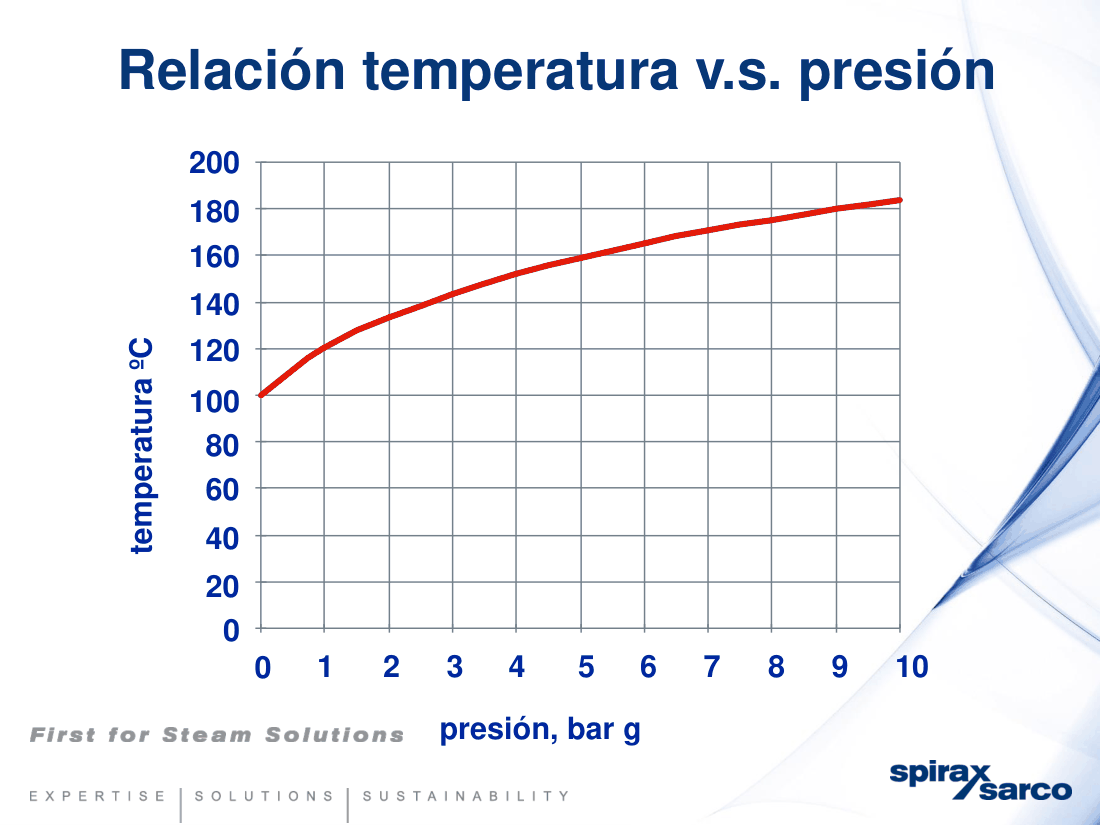 Relación temperatura v.s. presión
200
180
160
140
120
100
80
60
40
20
0
temperatura ºC
0 1 2 3 4 5 6 7 8 9 10
presión, bar g
First for Steam Solutions
EXPERTISE SOLUTIONS SUSTAINABILITY
spirax
sarco